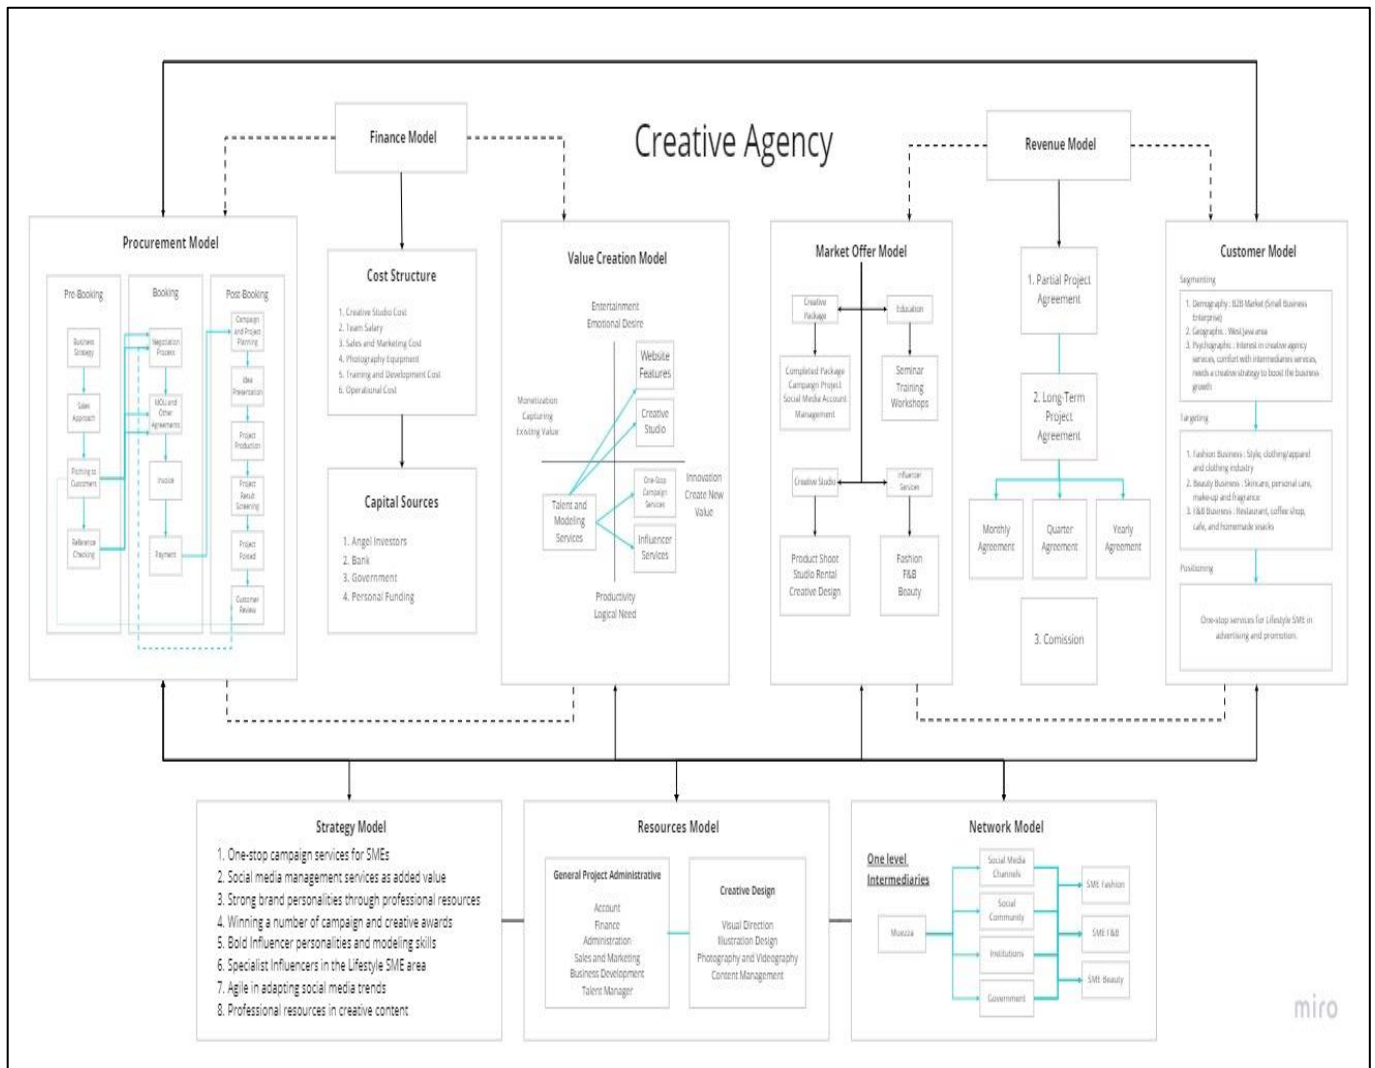 Creative Agency
Finance Model
Revenue Model
Procurement Model
Pre-Booking
Business
Strategy
Sales
Approach
Pitching to
Customers
Reference
Checking
Booking
Negotiation
Process
MOU and
Other
Agreements
Invoice
Payment
Post-Booking
Campaign
and Project
Planning
Idea
Presentation
Project
Production
Project
Result
Screening
Project
Customer
Review
Cost Structure
1. Creative Studio Cost
2. Team Salary
3. Sales and Marketing Cost
4. Photography Equipment
5. Training and Development Cost
6. Operational Cost
Capital Sources
1. Angel Investors
2. Bank
3. Government
4. Personal Funding
Value Creation Model
Entertainment
Emotional Desire
Website
Features
Monetization
Capturing
Existing Value
Creative
Studio
One-Stop
Campaign
Services
Innovation
Create New
Value
Talent and
Modeling
Services
Influencer
Services
Productivity
Logical Need
Market Offer Model
Creative
Package
Education
Completed Package
Campaign Project
Social Media Account
Management
Seminar
Training
Workshops
Creative Studio
Influencer
Services
Product Shoot
Studio Rental
Creative Design
Fashion
F&B
Beauty
1. Partial Project
Agreement
2. Long-Term
Project
Agreement
Monthly
Agreement
Quarter
Agreement
Yearly
Agreement
3. Comission
Customer Model
Segmenting
1. Demography : B2B Market (Small Business
Enterprise)
2. Geographs : West Java area
3. Psychographs : Interest in creative agency
services, comfort with intermediaries services,
needs a creative strategy to boost the business
growth
Targeting
1. Fashion Business : Style, clothing/apparel
and clothing industry
2. Beauty Business : Skincare, personal care,
make-up and fragrance
3. F&B Business : Restaurant, coffee shop,
cafe, and homemade snacks
Positioning
One-stop services for Lifestyle SME in
advertising and promotion.
Strategy Model
1. One-stop campaign services for SMEs
2. Social media management services as added value
3. Strong brand personalities through professional resources
4. Winning a number of campaign and creative awards
5. Bold Influencer personalities and modeling skills
6. Specialist Influencers in the Lifestyle SME area
7. Agile in adapting social media trends
8. Professional resources in creative content
Resources Model
General Project Administrative
Account
Finance
Administration
Sales and Marketing
Business Development
Talent Manager
Creative Design
Visual Direction
Illustration Design
Photography and Videography
Content Management
Network Model
One level
Intermediaries
Social Media
Channels
Social
Community
Institutions
Government
SME Fashion
SME F&B
SME Beauty
miro